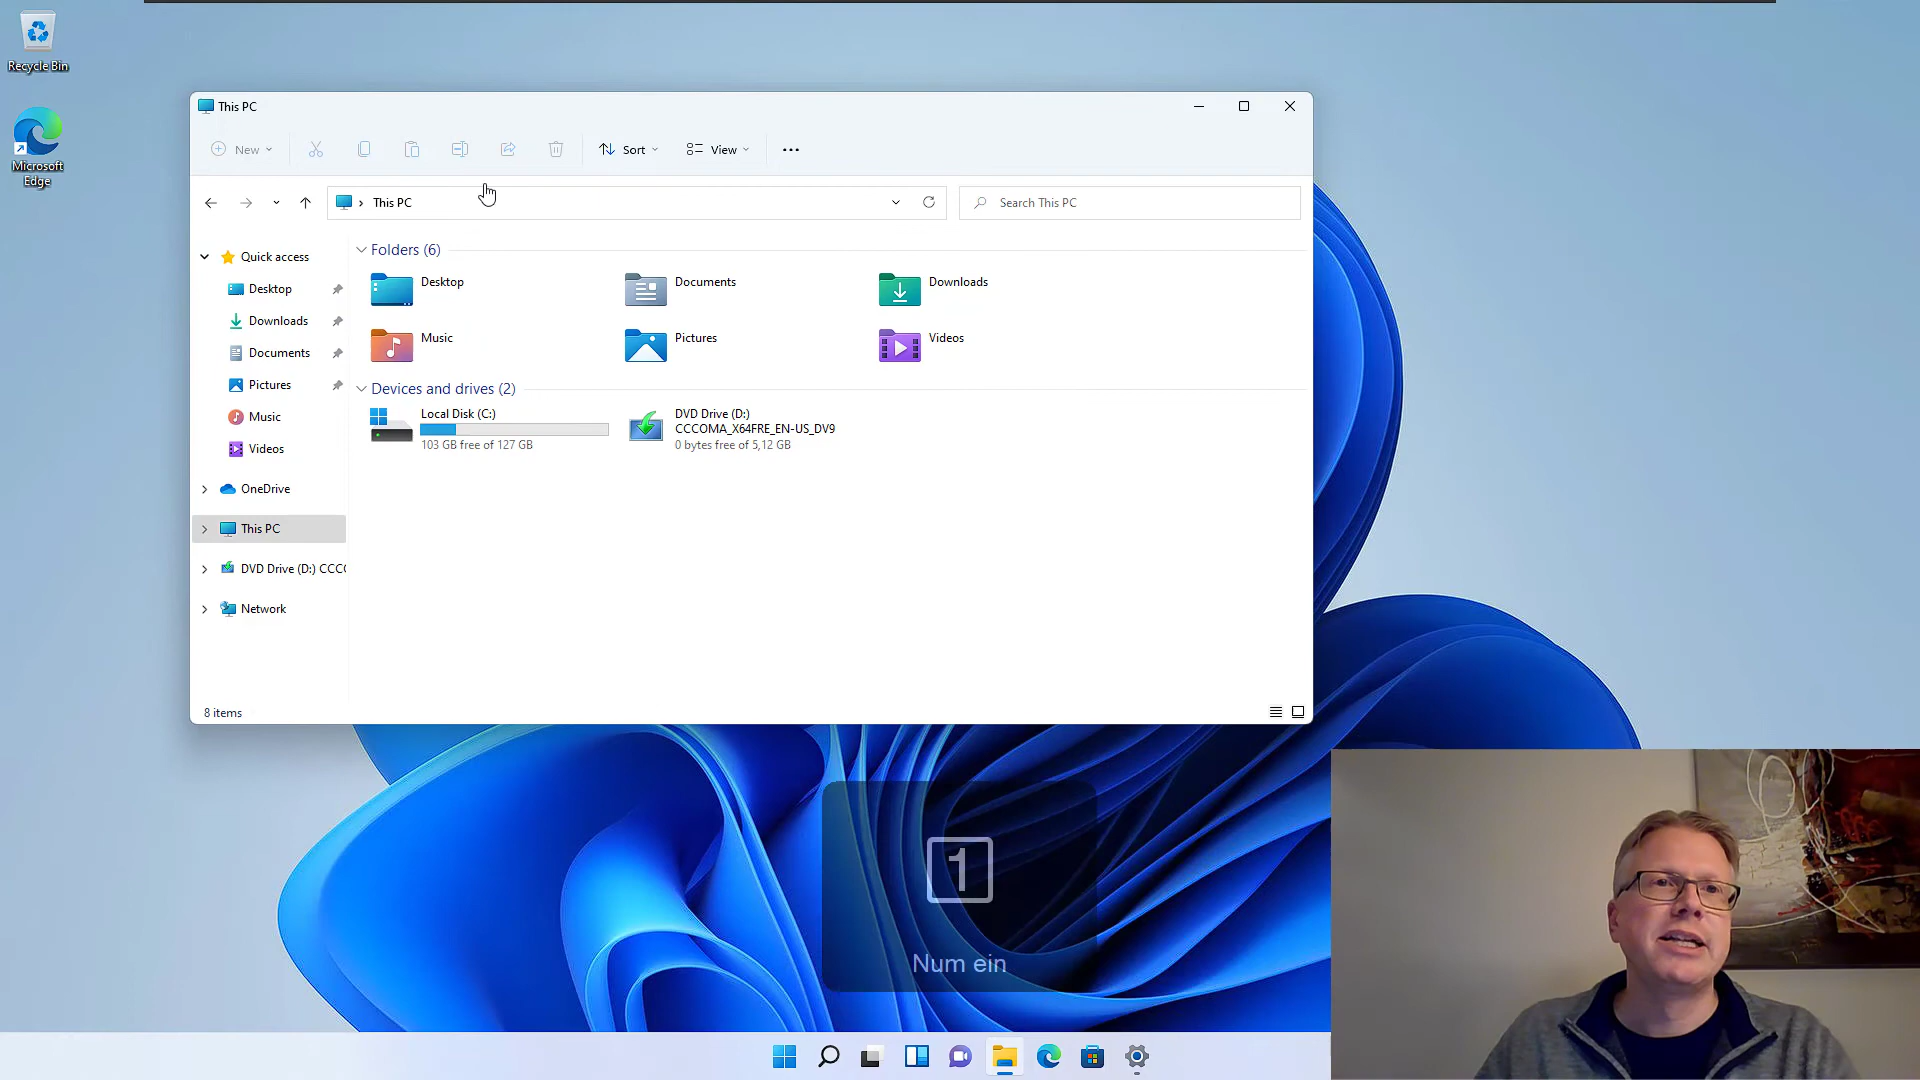 Recycle Bin
Microsoft
Edge
This PC
New
Sort
View
This PC
Search This PC
Quick access
Desktop
Downloads
Documents
Pictures
Music
Videos
OneDrive
This PC
DVD Drive (D:) CCC
Network
Folders (6)
Desktop
Documents
Downloads
Music
Pictures
Videos
Devices and drives (2)
Local Disk (C:)
103 GB free of 127 GB
DVD Drive (D:)
CCCOMA_X64FRE_EN-US_DV9
0 bytes free of 5,12 GB
8 items
1
Num ein